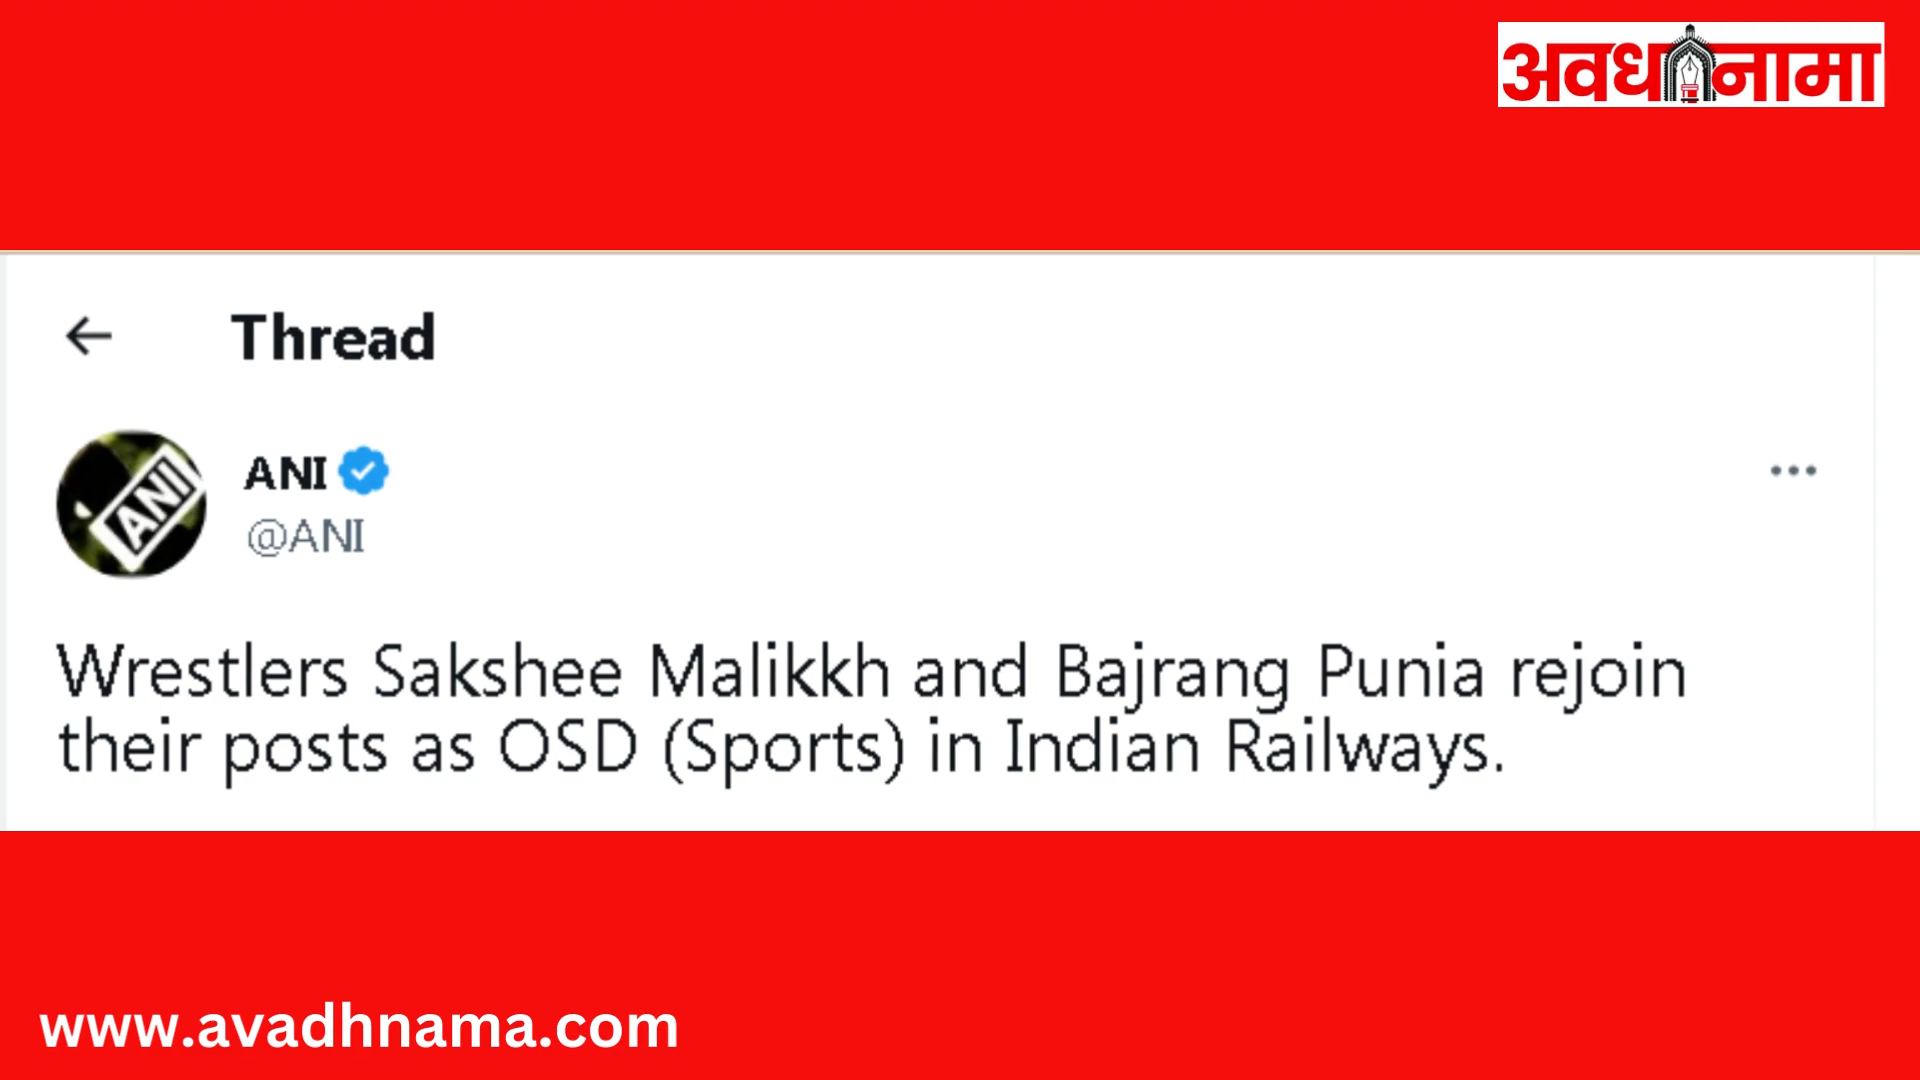 अवधनामा
Thread
ANI
ANI
@ANI
Wrestlers Sakshee Malikkh and Bajrang Punia rejoin
their posts as OSD (Sports) in Indian Railways.
www.avadhnama.com